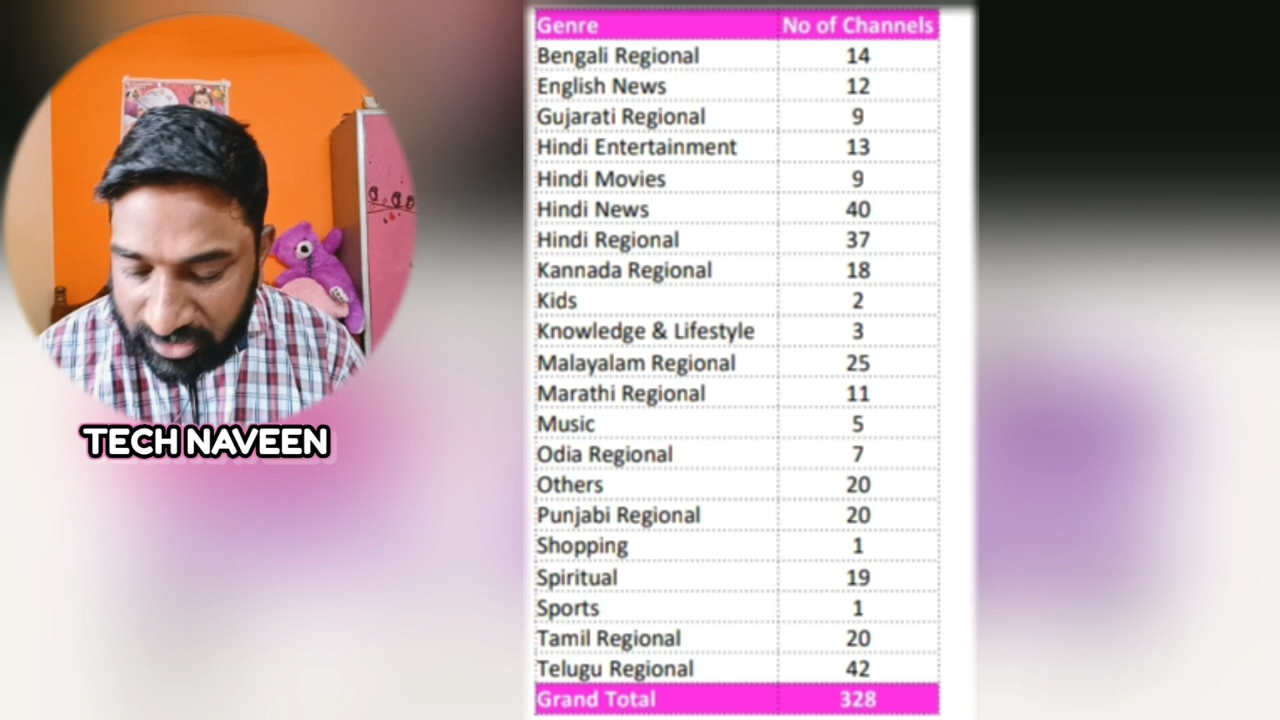 TECH NAVEEN
Genre No of Channels
Bengali Regional 14
English News 12
Gujarati Regional 9
Hindi Entertainment 13
Hindi Movies 9
Hindi News 40
Hindi Regional 37
Kannada Regional 18
Kids 2
Knowledge & Lifestyle 3
Malayalam Regional 25
Marathi Regional 11
Music 5
Odia Regional 7
Others 20
Punjabi Regional 20
Shopping 1
Spiritual 19
Sports 1
Tamil Regional 20
Telugu Regional 42
Grand Total 328